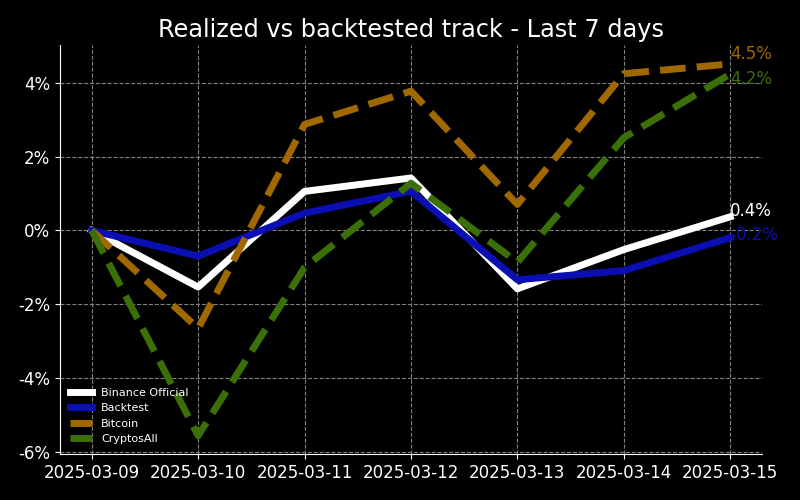 Realized vs backtested track - Last 7 days
4.5%
4.2%
0.4%
-0.2%
4%
2%
0%
-2%
-4%
-6%
Binance Official
Backtest
Bitcoin
CryptosAll
2025-03-09 2025-03-10 2025-03-11 2025-03-12 2025-03-13 2025-03-14 2025-03-15